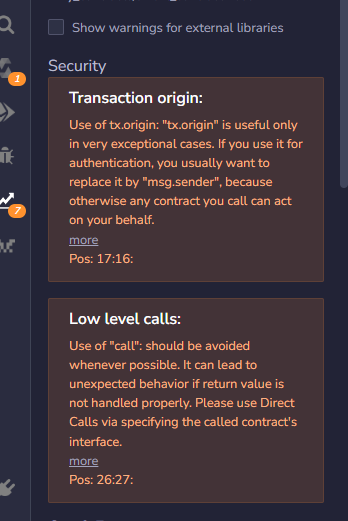 Show warnings for external libraries
Security
1
Transaction origin:
Use of tx.origin: "tx.origin" is useful only
in very exceptional cases. If you use it for
authentication, you usually want to
replace it by "msg.sender", because
otherwise any contract you call can act
on your behalf.
7
more
Pos: 17:16:
Low level calls:
Use of "call": should be avoided
whenever possible. It can lead to
unexpected behavior if return value is
not handled properly. Please use Direct
Calls via specifying the called contract's
interface.
more
Pos: 26:27: